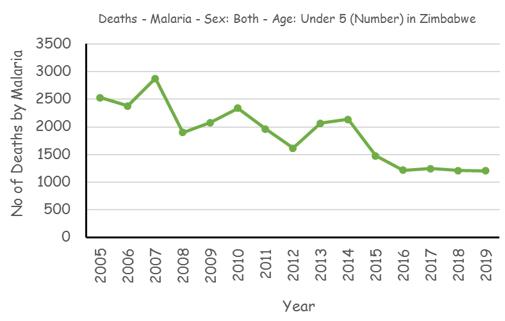 Deaths - Malaria - Sex: Both - Age: Under 5 (Number) in Zimbabwe
No of Deaths by Malaria
3500
3000
2500
2000
1500
1000
500
0
2005 2006 2007 2008 2009 2010 2011 2012 2013 2014 2015 2016 2017 2018 2019
Year